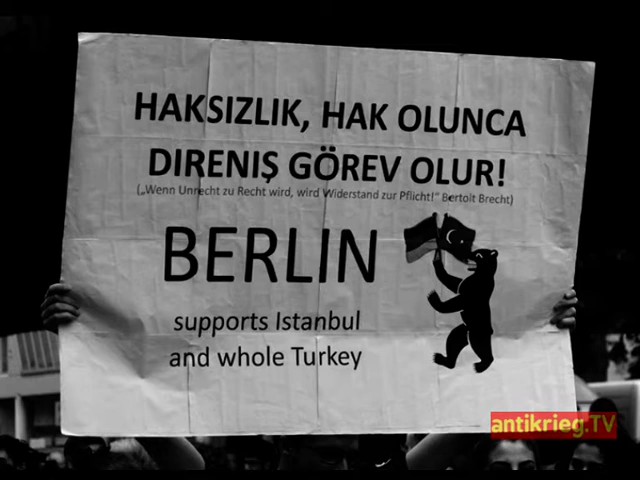 HAKSIZLIK, HAK OLUNCA
DIRENIŞ GÖREV OLUR!
(„Wenn Unrecht zu Recht wird, wird Widerstand zur Pflicht!“ Bertolt Brecht)
BERLIN
supports Istanbul
and whole Turkey
antikrieg.TV